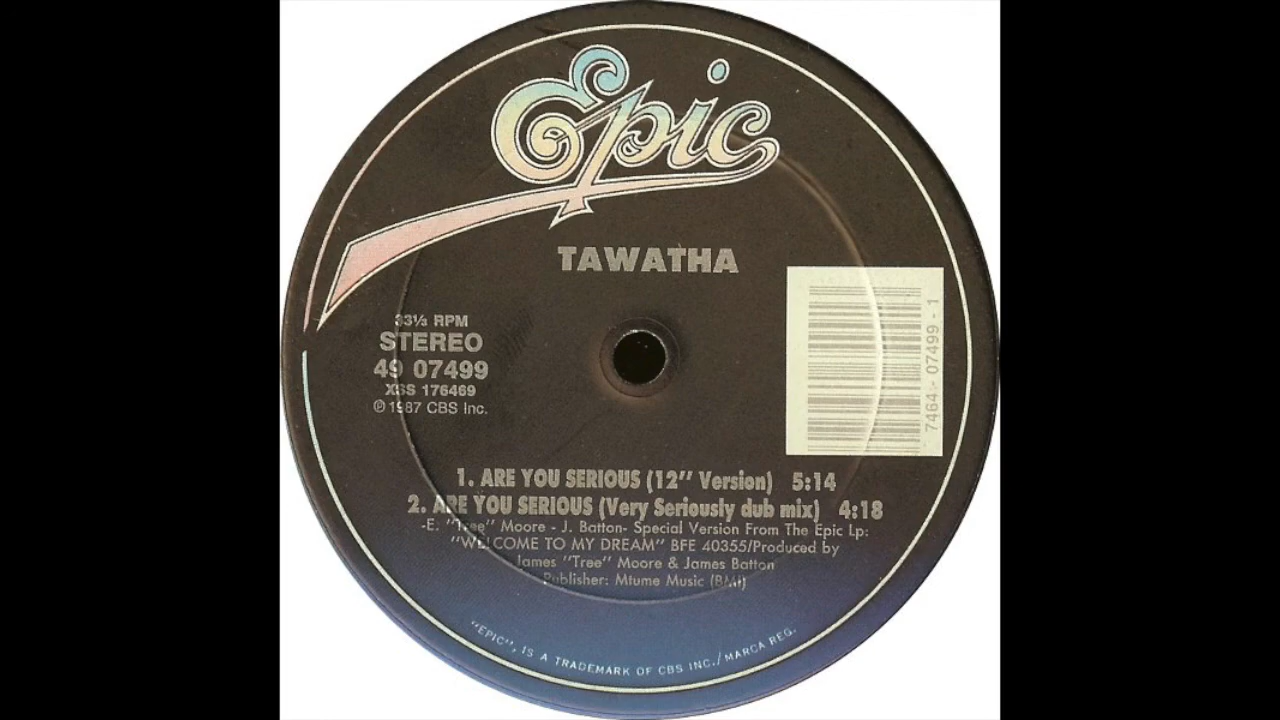 Epic
TAWATHA
33⅓ RPM
STEREO
49 07499
XSS 176469
℗ 1987 CBS Inc.
7464-07499-1
1. ARE YOU SERIOUS (12'' Version) 5:14
2. ARE YOU SERIOUS (Very Seriously dub mix) 4:18
-E. "Tree" Moore - J. Batton- Special Version From The Epic Lp:
"WELCOME TO MY DREAM" BFE 40355/Produced by
James "Tree" Moore & James Batton
Publisher: Mtume Music (BMI)
"EPIC", IS A TRADEMARK OF CBS INC./MARCA REG.